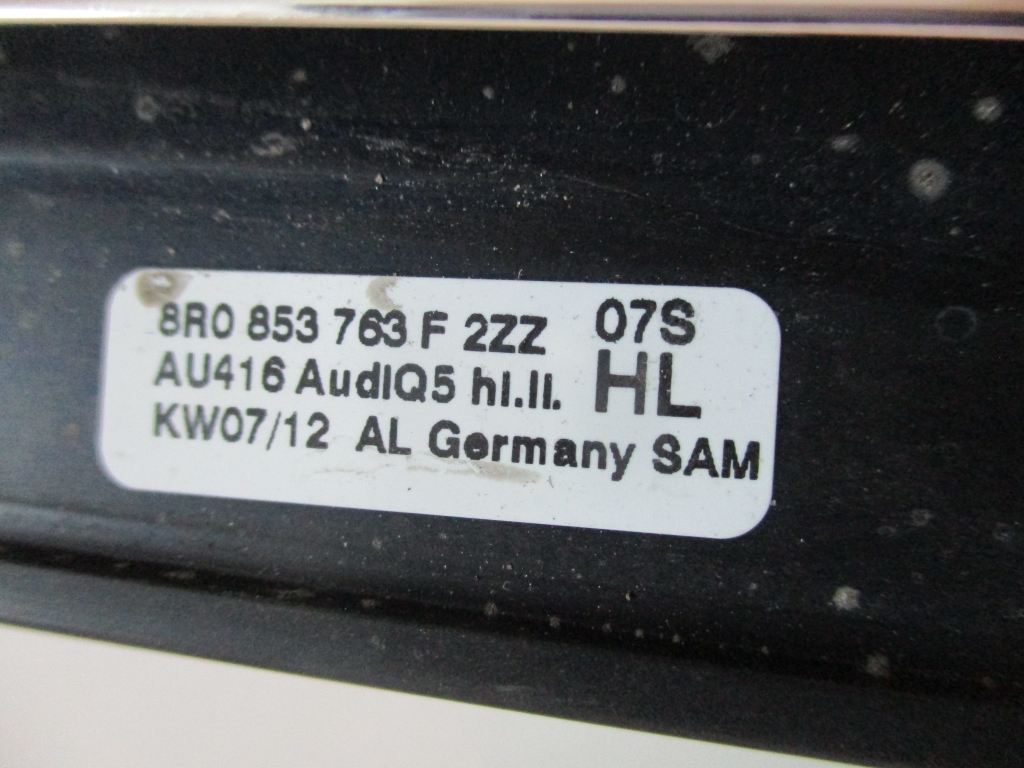 8R0 853 763 F 2ZZ 07S
AU416 AudiQ5 hl.li. HL
KW07/12 AL Germany SAM